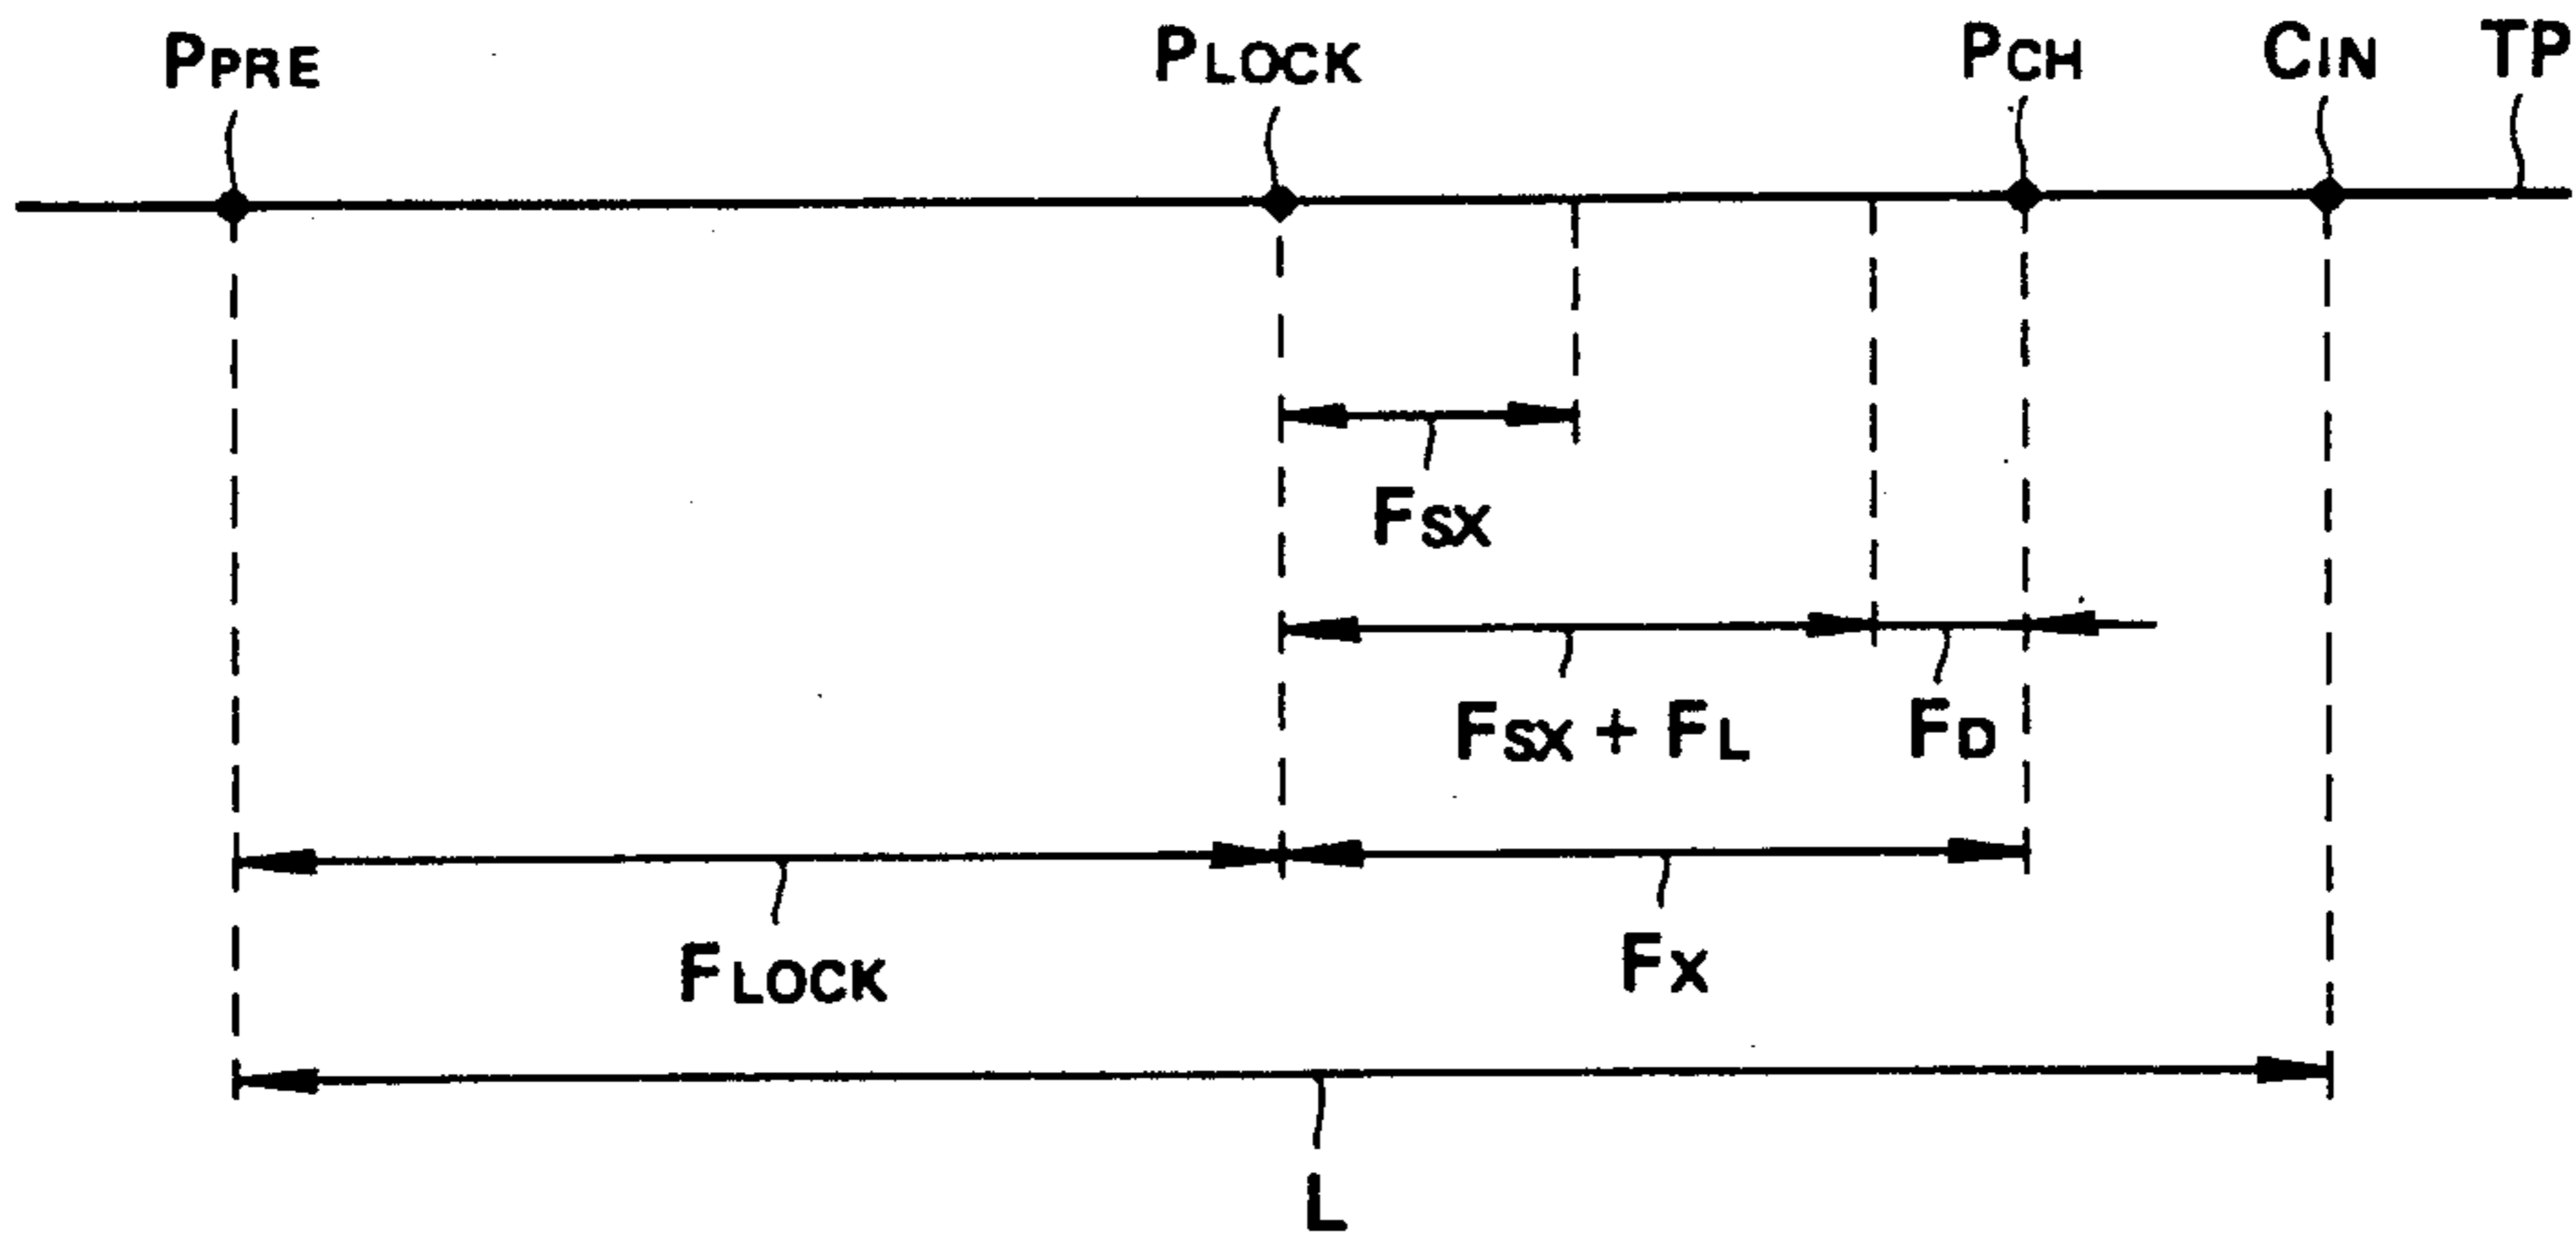 PPRE PLOCK PCH CIN TP
FSX
FSX + FL FD
FLOCK FX
L